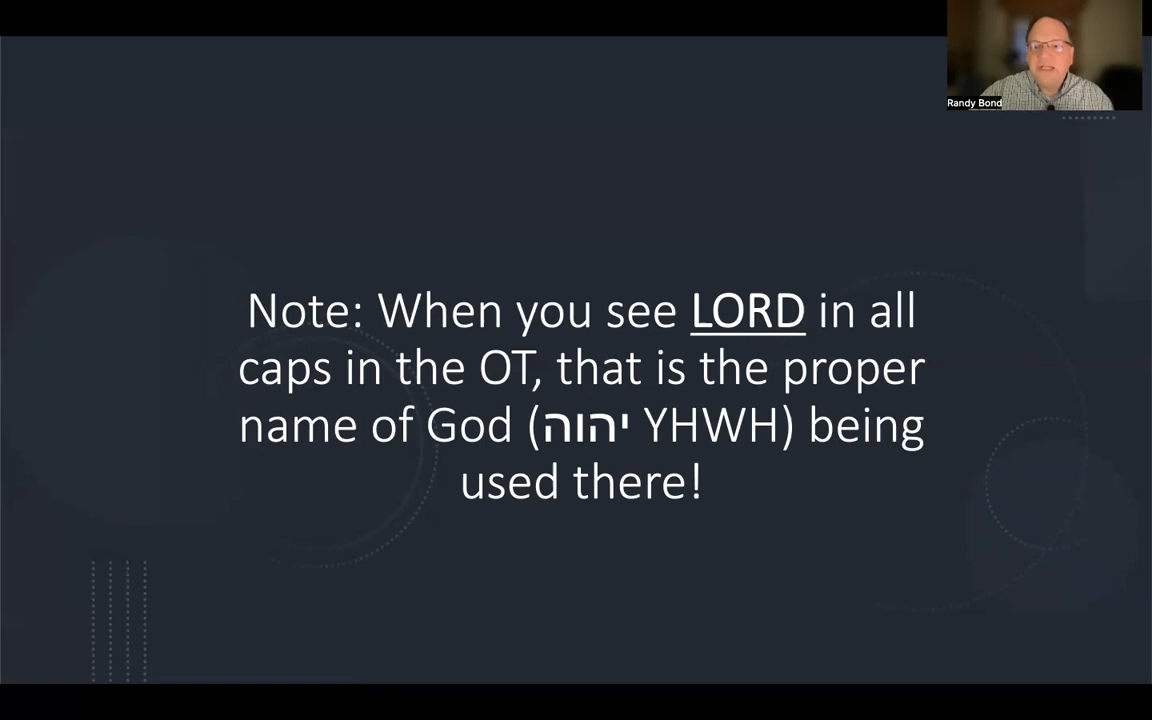 Randy Bond
Note: When you see LORD in all
caps in the OT, that is the proper
name of God (יהוה YHWH) being
used there!